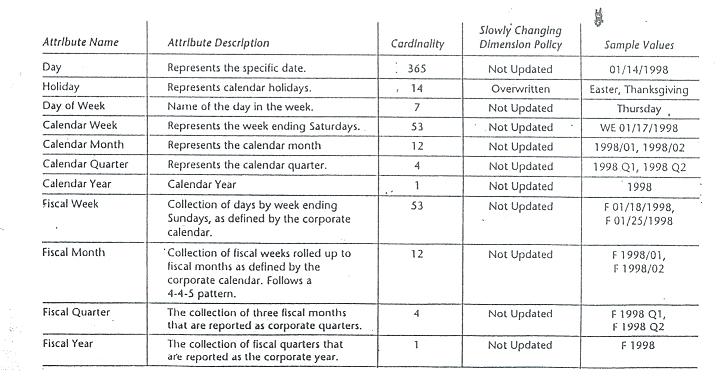 Slowly Changing
Attribute Name Attribute Description Cardinality Dimension Policy Sample Values
Day Represents the specific date. 365 Not Updated 01/14/1998
Holiday Represents calendar holidays. 14 Overwritten Easter, Thanksgiving
Day of Week Name of the day in the week. 7 Not Updated Thursday
Calendar Week Represents the week ending Saturdays. 53 Not Updated WE 01/17/1998
Calendar Month Represents the calendar month 12 Not Updated 1998/01, 1998/02
Calendar Quarter Represents the calendar quarter. 4 Not Updated 1998 Q1, 1998 Q2
Calendar Year Calendar Year 1 Not Updated 1998
Fiscal Week Collection of days by week ending 53 Not Updated F 01/18/1998,
Sundays, as defined by the corporate F 01/25/1998
calendar.
Fiscal Month Collection of fiscal weeks rolled up to 12 Not Updated F 1998/01,
fiscal months as defined by the F 1998/02
corporate calendar. Follows a
4-4-5 pattern.
Fiscal Quarter The collection of three fiscal months 4 Not Updated F 1998 Q1,
that are reported as corporate quarters. F 1998 Q2
Fiscal Year The collection of fiscal quarters that 1 Not Updated F 1998
are reported as the corporate year.